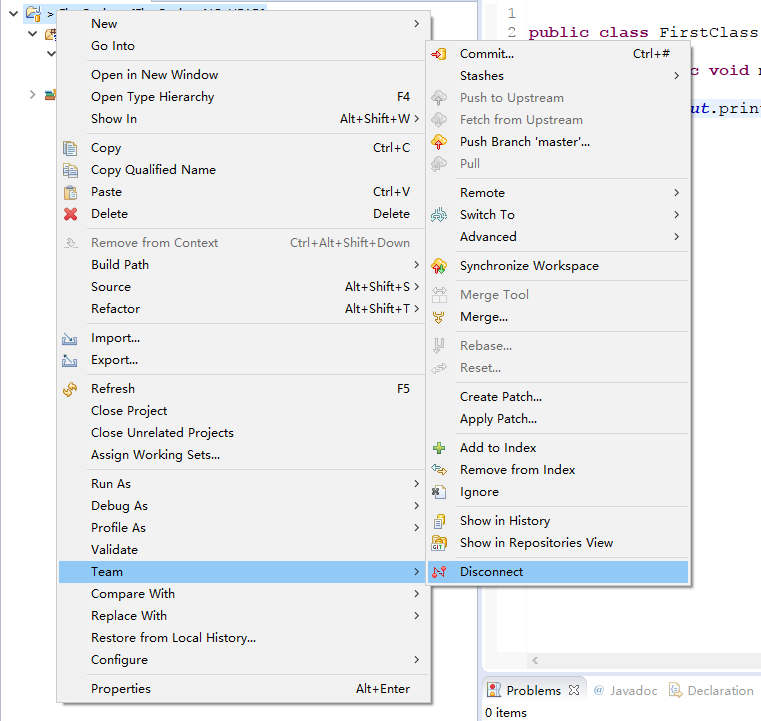 New
Go Into
Open in New Window
Open Type Hierarchy F4
Show In Alt+Shift+W
Copy Ctrl+C
Copy Qualified Name
Paste Ctrl+V
Delete Delete
Remove from Context Ctrl+Alt+Shift+Down
Build Path
Source Alt+Shift+S
Refactor Alt+Shift+T
Import...
Export...
Refresh F5
Close Project
Close Unrelated Projects
Assign Working Sets...
Run As
Debug As
Profile As
Validate
Team
Compare With
Replace With
Restore from Local History...
Configure
Properties Alt+Enter
Commit... Ctrl+#
Stashes
Push to Upstream
Fetch from Upstream
Push Branch 'master'...
Pull
Remote
Switch To
Advanced
Synchronize Workspace
Merge Tool
Merge...
Rebase...
Reset...
Create Patch...
Apply Patch...
Add to Index
Remove from Index
Ignore
Show in History
GIT Show in Repositories View
Disconnect
1
2 public class FirstClass
c void
ut.prin
Problems @ Javadoc Declaration
0 items